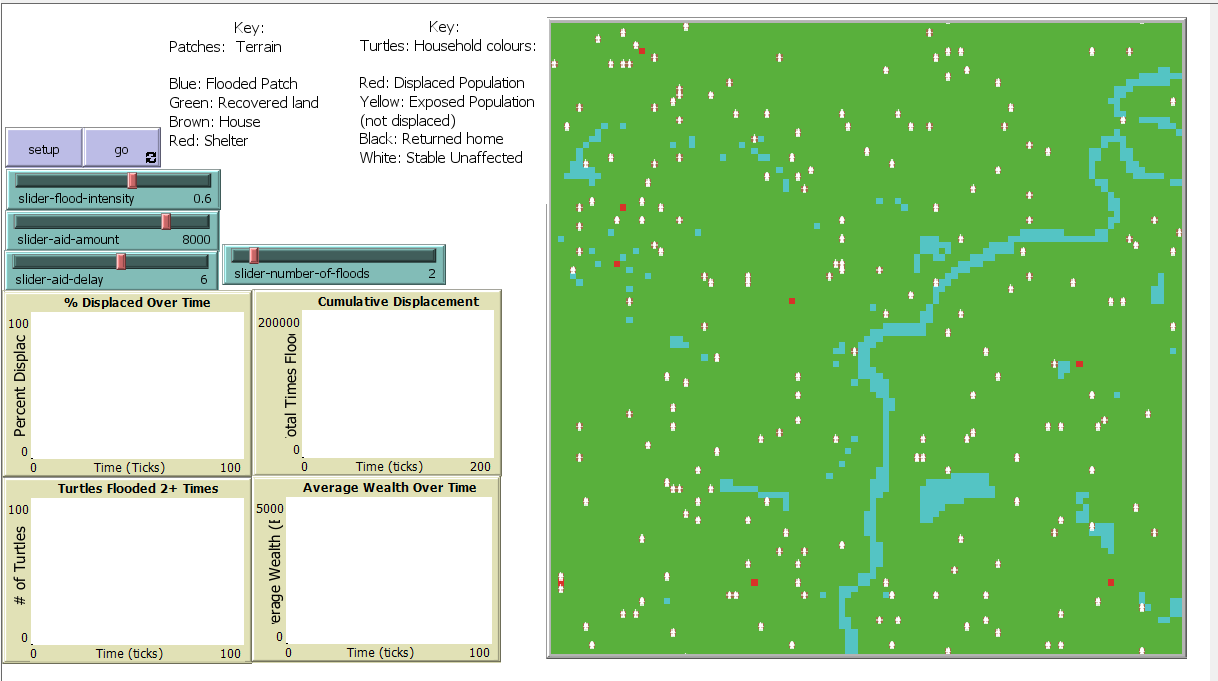 Key:
Patches: Terrain
Blue: Flooded Patch
Green: Recovered land
Brown: House
Red: Shelter
Key:
Turtles: Household colours:
Red: Displaced Population
Yellow: Exposed Population
(not displaced)
Black: Returned home
White: Stable Unaffected
setup
go
slider-flood-intensity 0.6
slider-aid-amount 8000
slider-aid-delay 6
slider-number-of-floods 2
% Displaced Over Time
100
Percent Displac
0
0 Time (Ticks) 100
Cumulative Displacement
200000
otal Times Floo
0
0 Time (ticks) 200
Turtles Flooded 2+ Times
100
# of Turtles
0
0 Time (ticks) 100
Average Wealth Over Time
5000
erage Wealth (
0
0 Time (ticks) 100